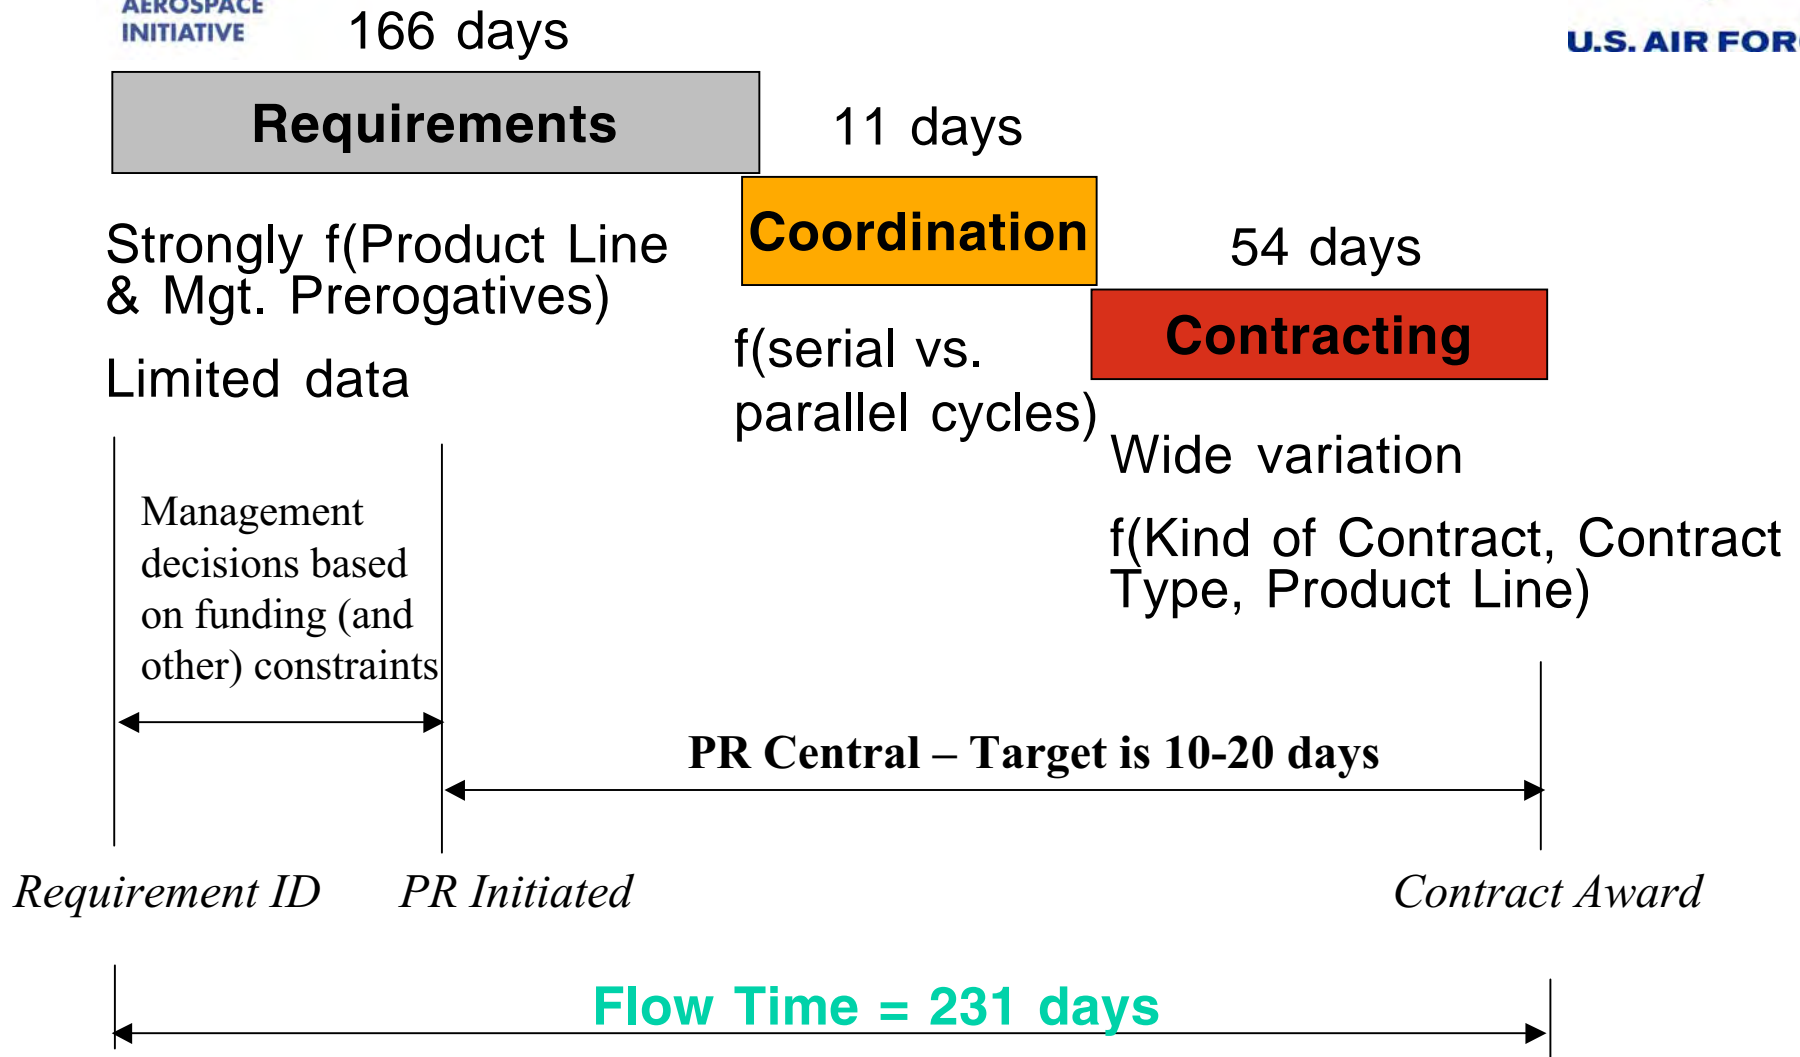 AEROSPACE
INITIATIVE
166 days
U.S. AIR FOR
Requirements
11 days
Coordination
54 days
Contracting
Strongly f(Product Line
& Mgt. Prerogatives)
Limited data
f(serial vs.
parallel cycles)
Wide variation
f(Kind of Contract, Contract
Type, Product Line)
Management
decisions based
on funding (and
other) constraints
PR Central – Target is 10-20 days
Requirement ID
PR Initiated
Contract Award
Flow Time = 231 days